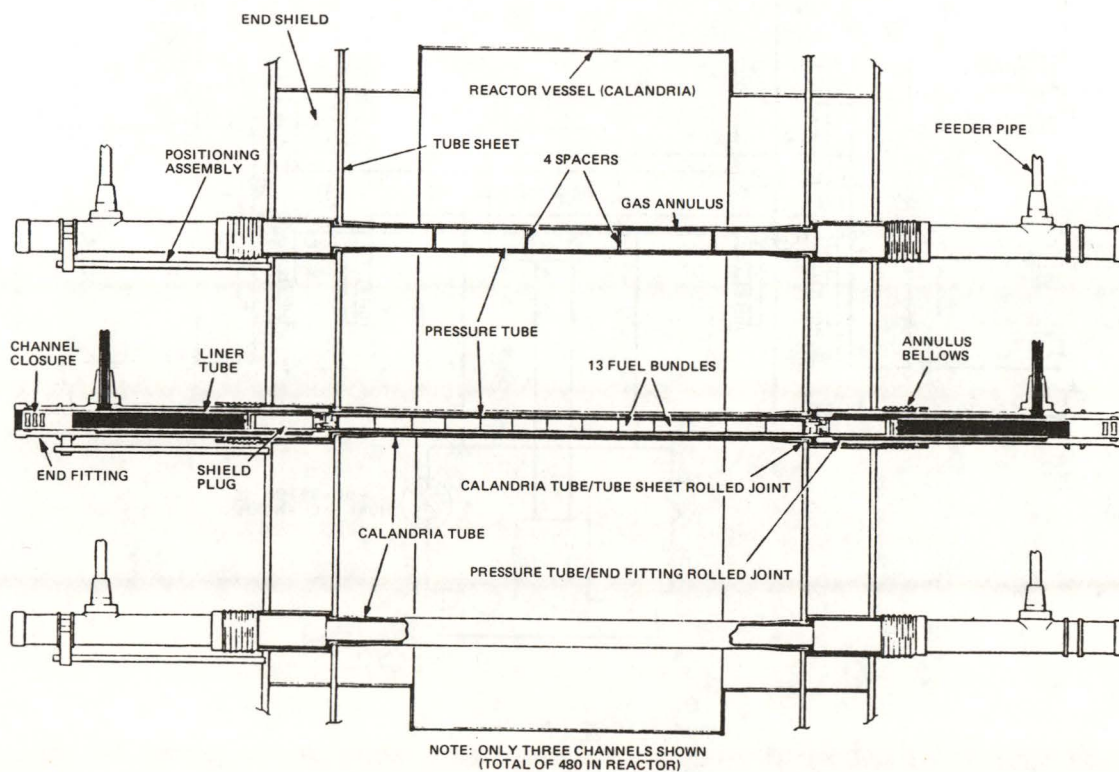 END SHIELD
REACTOR VESSEL (CALANDRIA)
FEEDER PIPE
TUBE SHEET
POSITIONING
ASSEMBLY
4 SPACERS
GAS ANNULUS
PRESSURE TUBE
CHANNEL
CLOSURE
LINER
TUBE
13 FUEL BUNDLES
ANNULUS
BELLOWS
END FITTING
SHIELD
PLUG
CALANDRIA TUBE/TUBE SHEET ROLLED JOINT
CALANDRIA TUBE
PRESSURE TUBE/END FITTING ROLLED JOINT
NOTE: ONLY THREE CHANNELS SHOWN
(TOTAL OF 480 IN REACTOR)